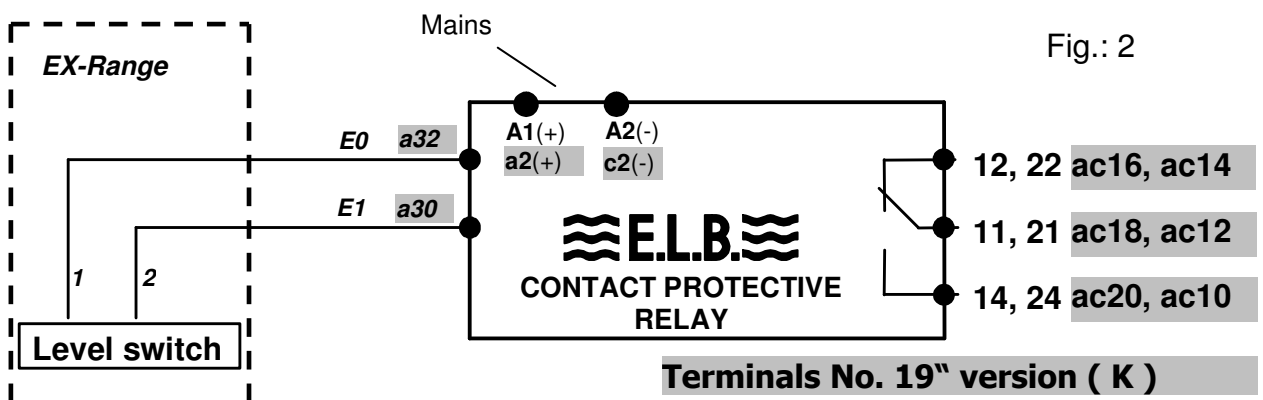 Mains
Fig.: 2
EX-Range
A1(+) A2(-)
E0 a32
a2(+) c2(-)
12, 22 ac16, ac14
E1 a30
E.L.B.
11, 21 ac18, ac12
1 2
CONTACT PROTECTIVE
RELAY
14, 24 ac20, ac10
Level switch
Terminals No. 19‟ version ( K )